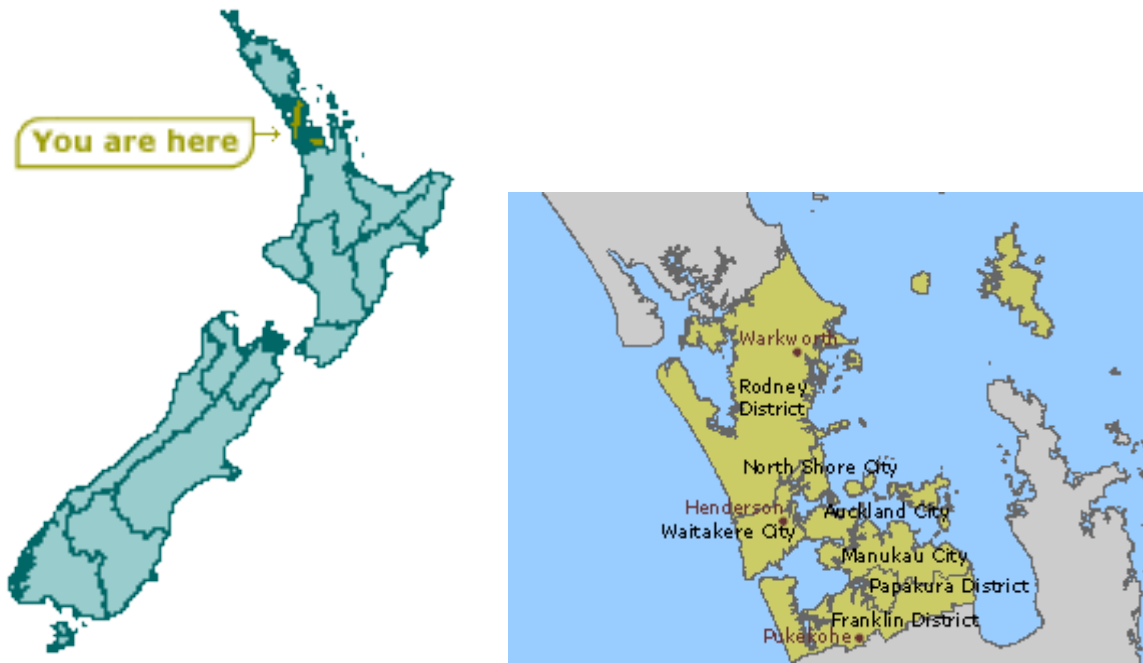 You are here
Warkworth
Rodney
District
North Shore City
Henderson
Auckland City
Waitakere City
Manukau City
Papakura District
Franklin District
Pukekohe